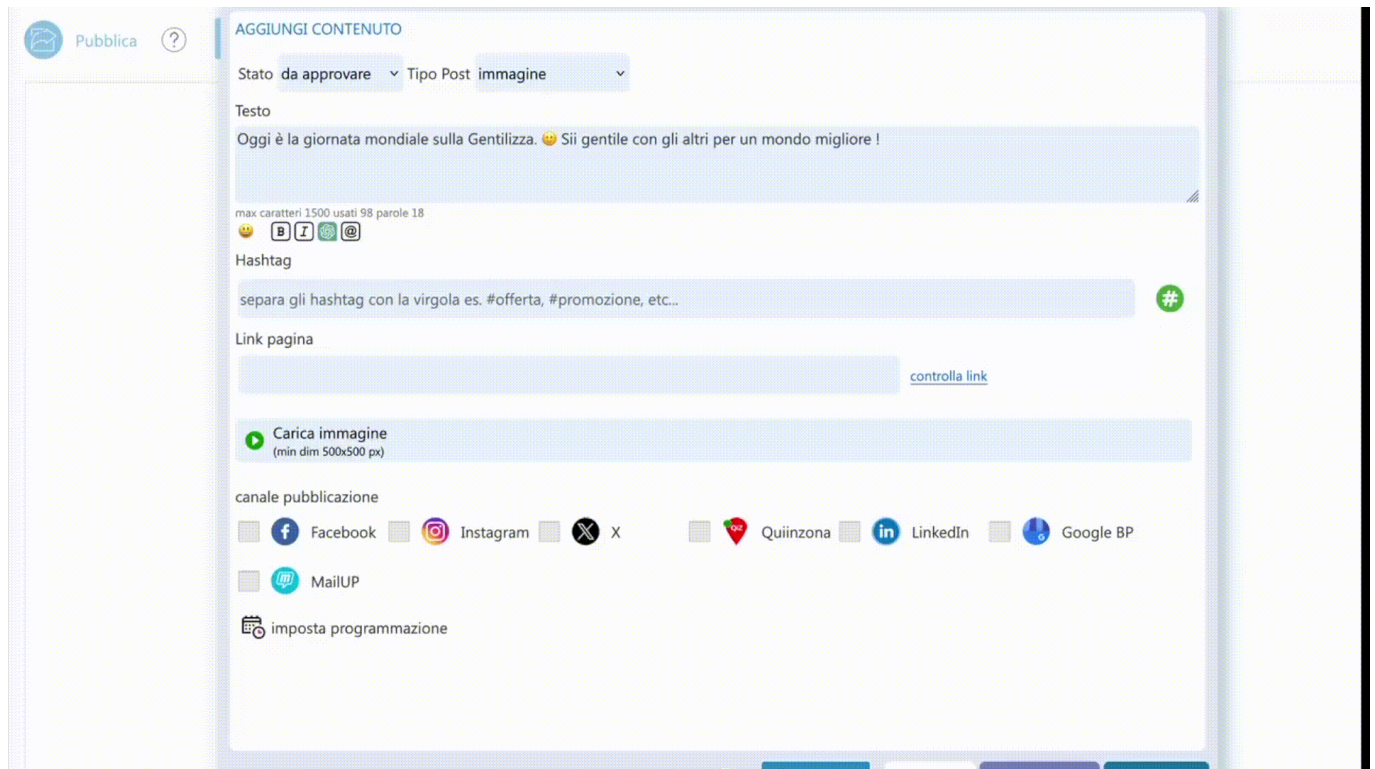 Pubblica ?
AGGIUNGI CONTENUTO
Stato da approvare Tipo Post immagine
Testo
Oggi è la giornata mondiale sulla Gentilizza. 😀 Sii gentile con gli altri per un mondo migliore !
max caratteri 1500 usati 98 parole 18
B I @
Hashtag
separa gli hashtag con la virgola es. #offerta, #promozione, etc...
#
Link pagina
controlla link
Carica immagine
(min dim 500x500 px)
canale pubblicazione
f Facebook Instagram X X QIZ Quiinzona in LinkedIn G Google BP
m MailUP
imposta programmazione